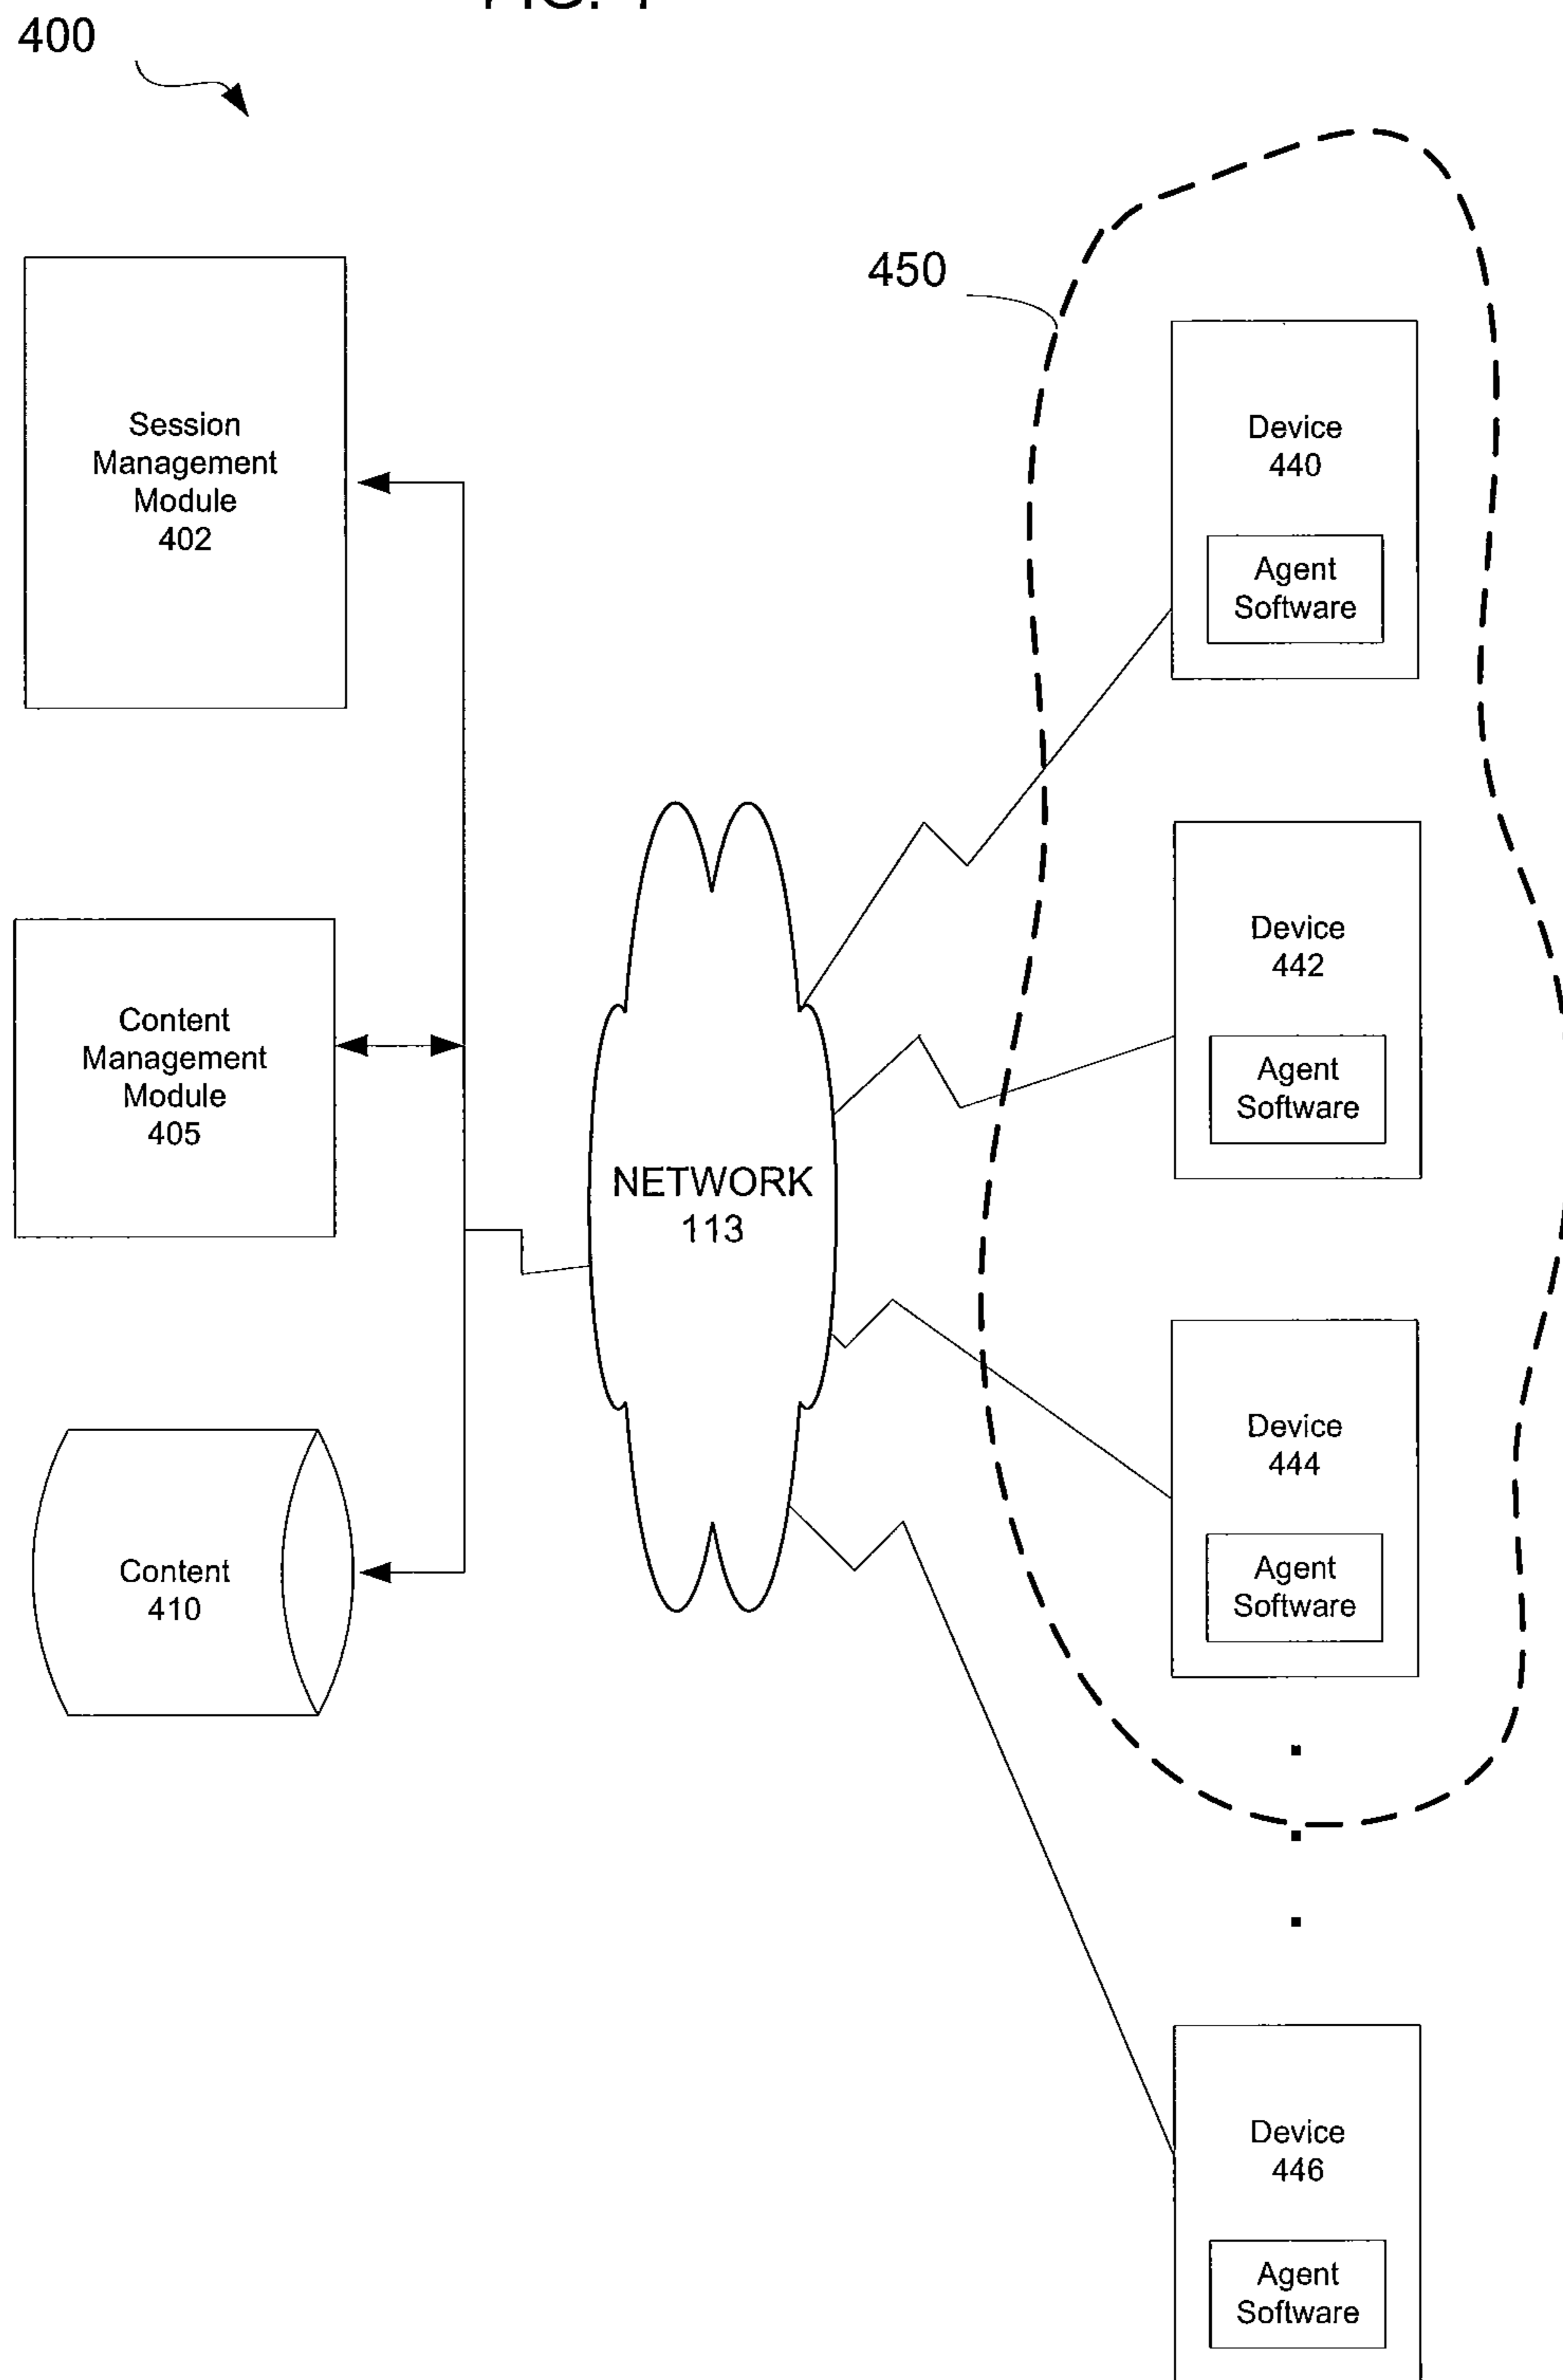 400
450
Session
Management
Module
402
Device
440
Agent
Software
Content
Management
Module
405
Device
442
Agent
Software
NETWORK
113
Device
444
Agent
Software
Content
410
Device
446
Agent
Software